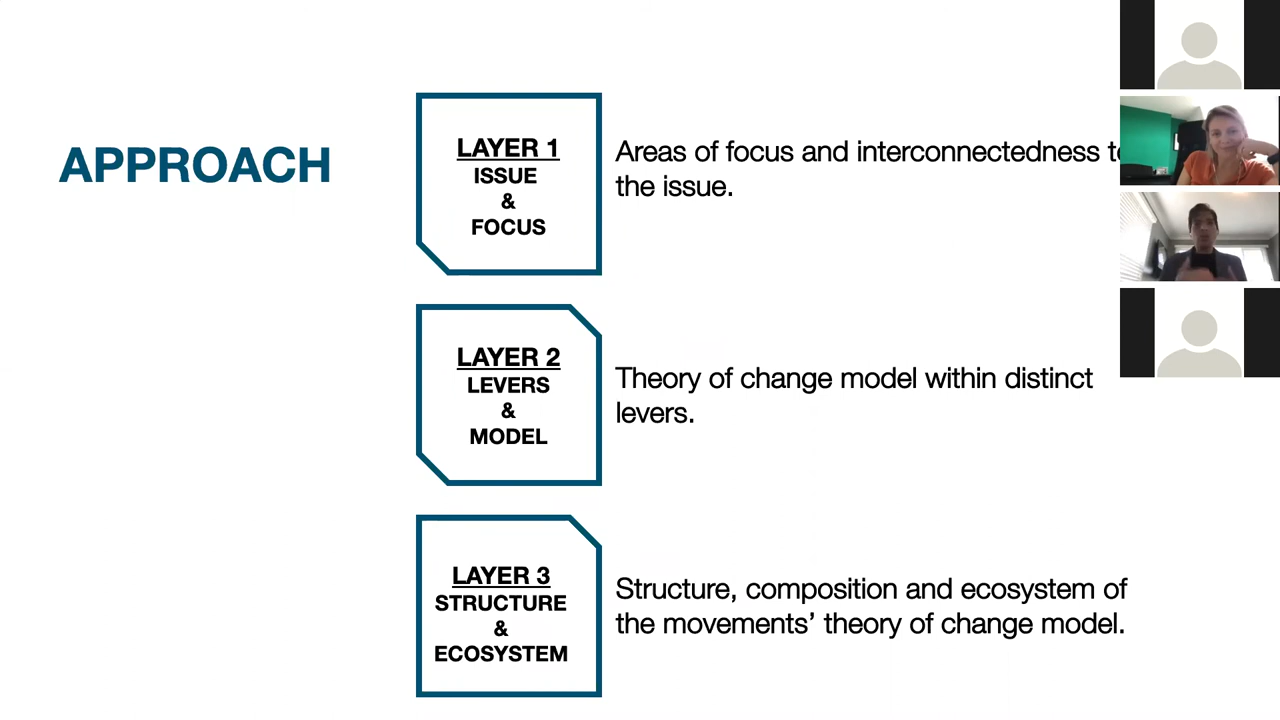 APPROACH
LAYER 1
ISSUE
&
FOCUS
Areas of focus and interconnectedness
the issue.
LAYER 2
LEVERS
&
MODEL
Theory of change model within distinct
levers.
LAYER 3
STRUCTURE
&
ECOSYSTEM
Structure, composition and ecosystem of
the movements’ theory of change model.